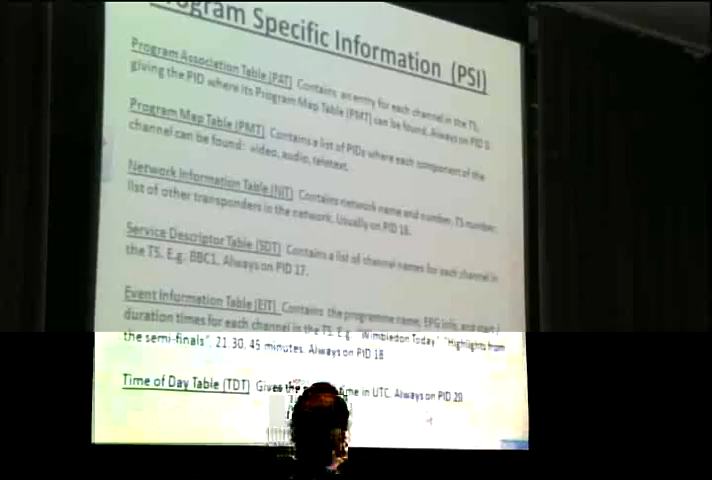 Program Specific Information (PSI)
Program Association Table (PAT) Contains an entry for each channel in the TS,
giving the PID where its Program Map Table (PMT) can be found. Always on PID 0
Program Map Table (PMT) Contains a list of PIDs where each component of the
channel can be found: video, audio, teletext.
Network Information Table (NIT) Contains network name and number, TS number,
list of other transponders in the network. Usually on PID 16.
Service Descriptor Table (SDT) Contains a list of channel names for each channel in
the TS. E.g. BBC1. Always on PID 17.
Event Information Table (EIT) Contains the programme name, EPG info, and start /
duration times for each channel in the TS. E.g. "Wimbledon Today" "Highlights from
the semi-finals", 21 30, 45 minutes. Always on PID 18
Time of Day Table (TDT) Gives the time in UTC. Always on PID 20